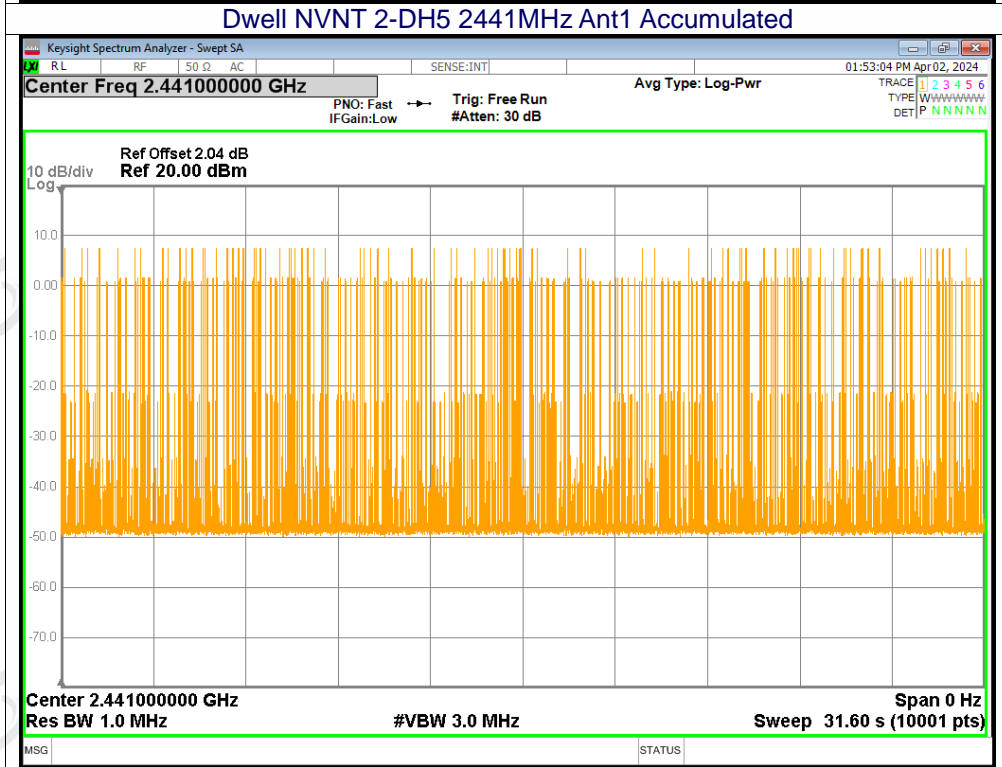 Dwell NVNT 2-DH5 2441MHz Ant1 Accumulated
Keysight Spectrum Analyzer - Swept SA
LXI RL RF 50 Ω AC SENSE:INT 01:53:04 PM Apr 02, 2024
Center Freq 2.441000000 GHz Avg Type: Log-Pwr TRACE 1 2 3 4 5 6
PNO: Fast Trig: Free Run TYPE WWWWWWW
IFGain:Low #Atten: 30 dB DET P N N N N N
Ref Offset 2.04 dB
10 dB/div Ref 20.00 dBm
Log
10.0
0.00
-10.0
-20.0
-30.0
-40.0
-50.0
-60.0
-70.0
Center 2.441000000 GHz Span 0 Hz
Res BW 1.0 MHz #VBW 3.0 MHz Sweep 31.60 s (10001 pts)
MSG STATUS